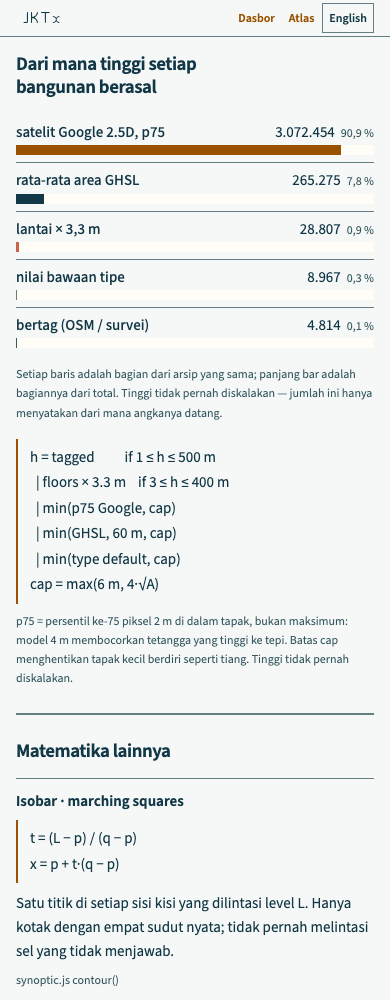 JKTx
Dasbor Atlas English
Dari mana tinggi setiap
bangunan berasal
satelit Google 2.5D, p75 3.072.454 90,9 %
rata-rata area GHSL 265.275 7,8 %
lantai × 3,3 m 28.807 0,9 %
nilai bawaan tipe 8.967 0,3 %
bertag (OSM / survei) 4.814 0,1 %
Setiap baris adalah bagian dari arsip yang sama; panjang bar adalah
bagiannya dari total. Tinggi tidak pernah diskalakan — jumlah ini hanya
menyatakan dari mana angkanya datang.
h = tagged if 1 ≤ h ≤ 500 m
| floors × 3.3 m if 3 ≤ h ≤ 400 m
| min(p75 Google, cap)
| min(GHSL, 60 m, cap)
| min(type default, cap)
cap = max(6 m, 4·√A)
p75 = persentil ke-75 piksel 2 m di dalam tapak, bukan maksimum:
model 4 m membocorkan tetangga yang tinggi ke tepi. Batas cap
menghentikan tapak kecil berdiri seperti tiang. Tinggi tidak pernah
diskalakan.
Matematika lainnya
Isobar · marching squares
t = (L − p) / (q − p)
x = p + t·(q − p)
Satu titik di setiap sisi kisi yang dilintasi level L. Hanya
kotak dengan empat sudut nyata; tidak pernah melintasi
sel yang tidak menjawab.
synoptic.js contour()